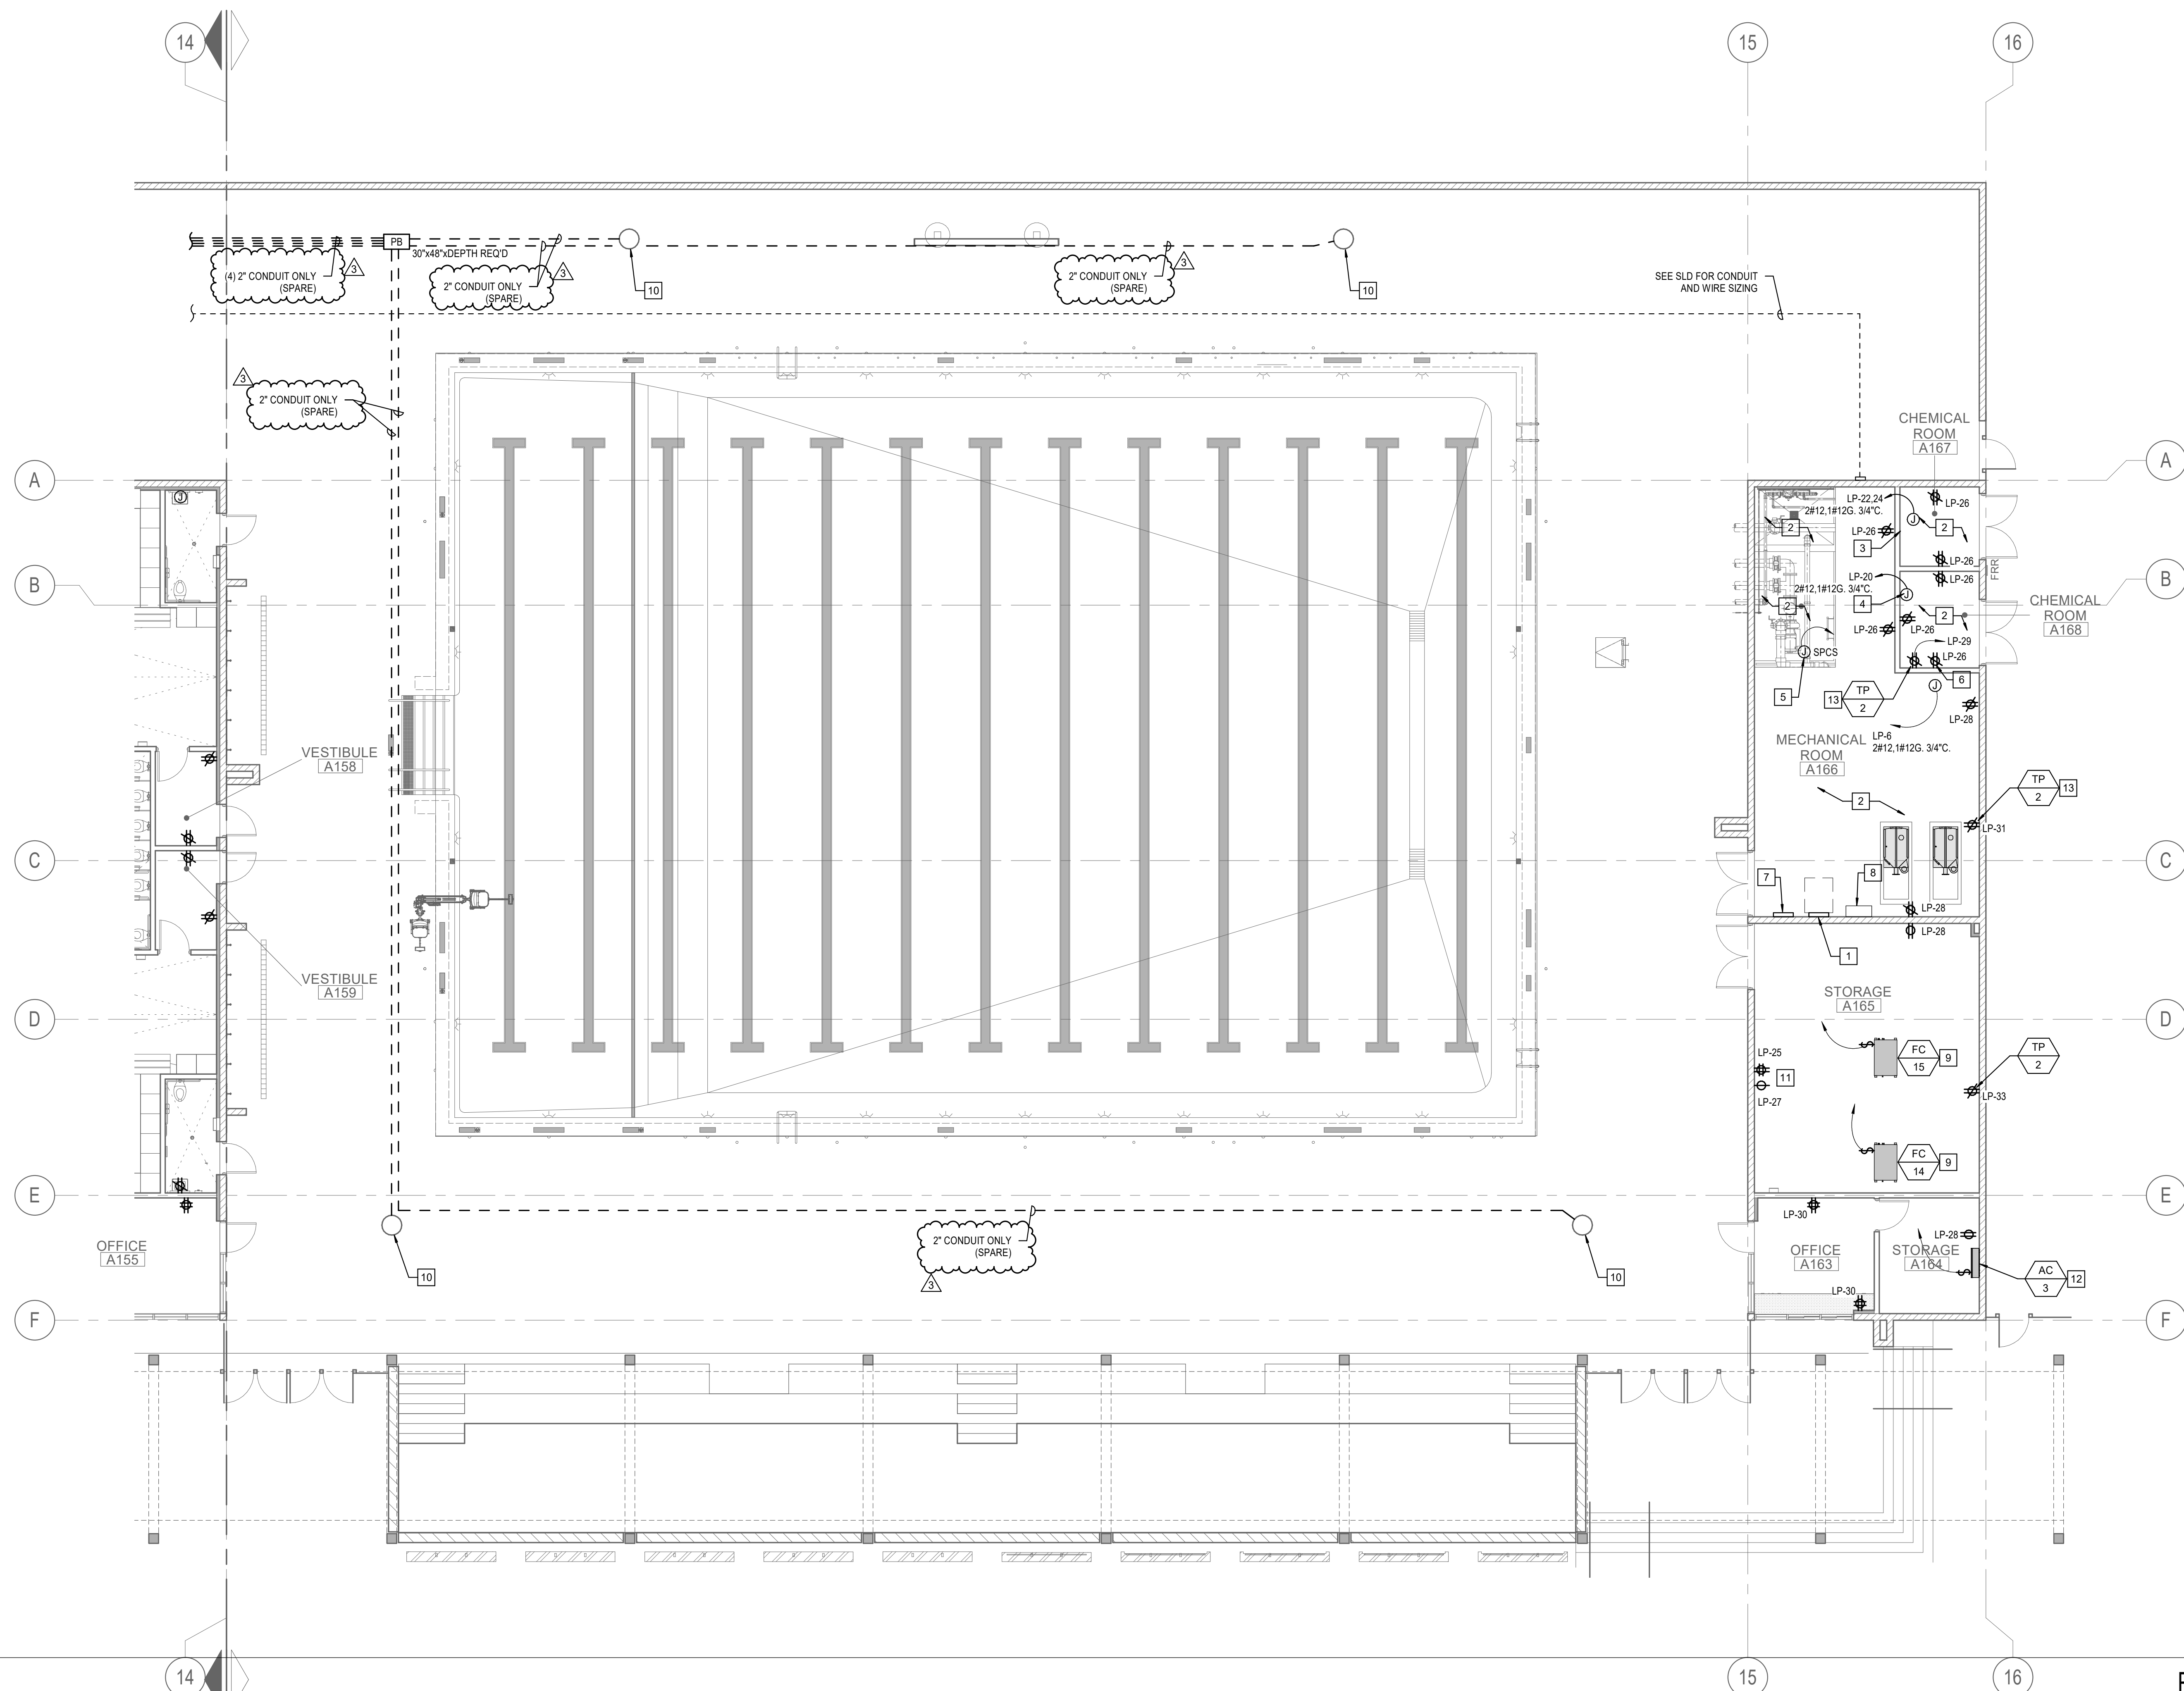 14
15
16
PB
30"x48"xDEPTH REQ'D
(4) 2" CONDUIT ONLY
(SPARE)
3
2" CONDUIT ONLY
(SPARE)
3
10
2" CONDUIT ONLY
(SPARE)
3
10
SEE SLD FOR CONDUIT
AND WIRE SIZING
3
2" CONDUIT ONLY
(SPARE)
CHEMICAL
ROOM
A167
A
A
J
LP-22,24
2#12,1#12G. 3/4"C.
LP-26
J
2
2
LP-26
3
LP-26
LP-26
FRR
B
B
LP-20
2#12,1#12G. 3/4"C.
J
4
2
2
CHEMICAL
ROOM
A168
LP-26
LP-26
LP-29
J
SPCS
LP-26
5
6
13
TP
2
J
LP-28
LP-6
2#12,1#12G. 3/4"C.
MECHANICAL
ROOM
A166
VESTIBULE
A158
TP
2
13
2
LP-31
C
C
7
8
LP-28
LP-28
1
VESTIBULE
A159
STORAGE
A165
D
D
LP-25
11
LP-27
FC
15
9
TP
2
LP-33
FC
14
9
E
E
LP-30
2" CONDUIT ONLY
(SPARE)
3
10
10
OFFICE
A155
OFFICE
A163
STORAGE
A164
LP-28
AC
3
12
LP-30
F
F
14
15
16